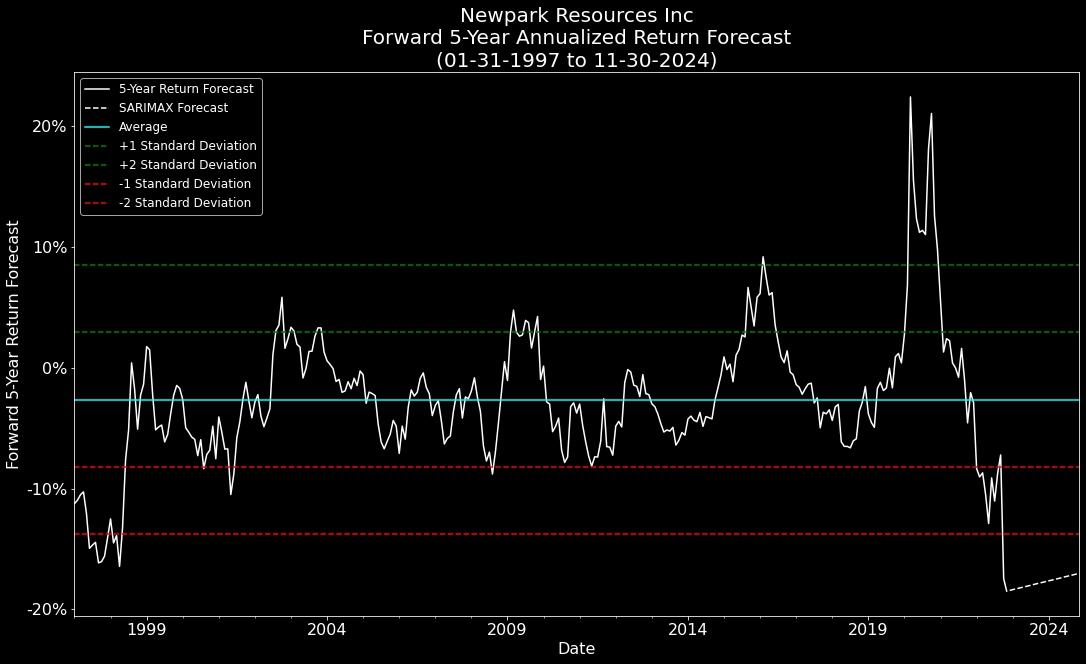 Newpark Resources Inc
Forward 5-Year Annualized Return Forecast
(01-31-1997 to 11-30-2024)
5-Year Return Forecast
SARIMAX Forecast
Average
+1 Standard Deviation
+2 Standard Deviation
-1 Standard Deviation
-2 Standard Deviation
Forward 5-Year Return Forecast
20%
10%
0%
-10%
-20%
1999
2004
2009
2014
2019
2024
Date